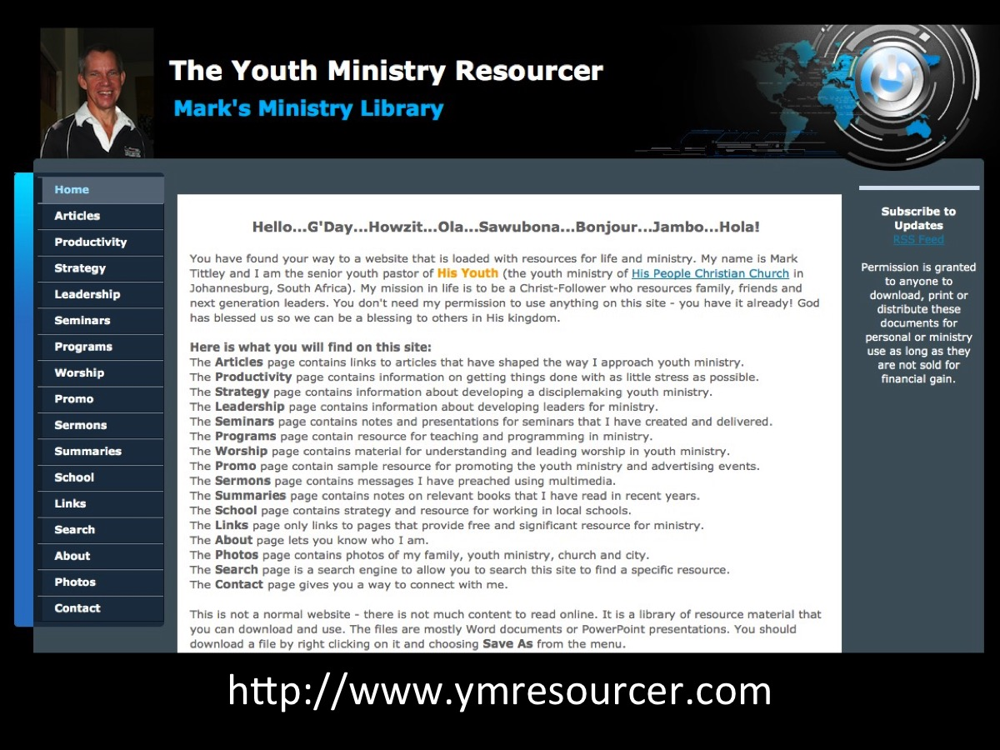 The Youth Ministry Resourcer
Mark's Ministry Library
Home
Articles
Productivity
Strategy
Leadership
Seminars
Programs
Worship
Promo
Sermons
Summaries
School
Links
Search
About
Photos
Contact
Hello...G'Day...Howzit...Ola...Sawubona...Bonjour...Jambo...Hola!
You have found your way to a website that is loaded with resources for life and ministry. My name is Mark
Tittley and I am the senior youth pastor of His Youth (the youth ministry of His People Christian Church in
Johannesburg, South Africa). My mission in life is to be a Christ-Follower who resources family, friends and
next generation leaders. You don't need my permission to use anything on this site - you have it already! God
has blessed us so we can be a blessing to others in His kingdom.
Here is what you will find on this site:
The Articles page contains links to articles that have shaped the way I approach youth ministry.
The Productivity page contains information on getting things done with as little stress as possible.
The Strategy page contains information about developing a disciplemaking youth ministry.
The Leadership page contains information about developing leaders for ministry.
The Seminars page contains notes and presentations for seminars that I have created and delivered.
The Programs page contain resource for teaching and programming in ministry.
The Worship page contains material for understanding and leading worship in youth ministry.
The Promo page contain sample resource for promoting the youth ministry and advertising events.
The Sermons page contains messages I have preached using multimedia.
The Summaries page contains notes on relevant books that I have read in recent years.
The School page contains strategy and resource for working in local schools.
The Links page only links to pages that provide free and significant resource for ministry.
The About page lets you know who I am.
The Photos page contains photos of my family, youth ministry, church and city.
The Search page is a search engine to allow you to search this site to find a specific resource.
The Contact page gives you a way to connect with me.
This is not a normal website - there is not much content to read online. It is a library of resource material that
you can download and use. The files are mostly Word documents or PowerPoint presentations. You should
download a file by right clicking on it and choosing Save As from the menu.
Subscribe to
Updates
RSS Feed
Permission is granted
to anyone to
download, print or
distribute these
documents for
personal or ministry
use as long as they
are not sold for
financial gain.
http://www.ymresourcer.com